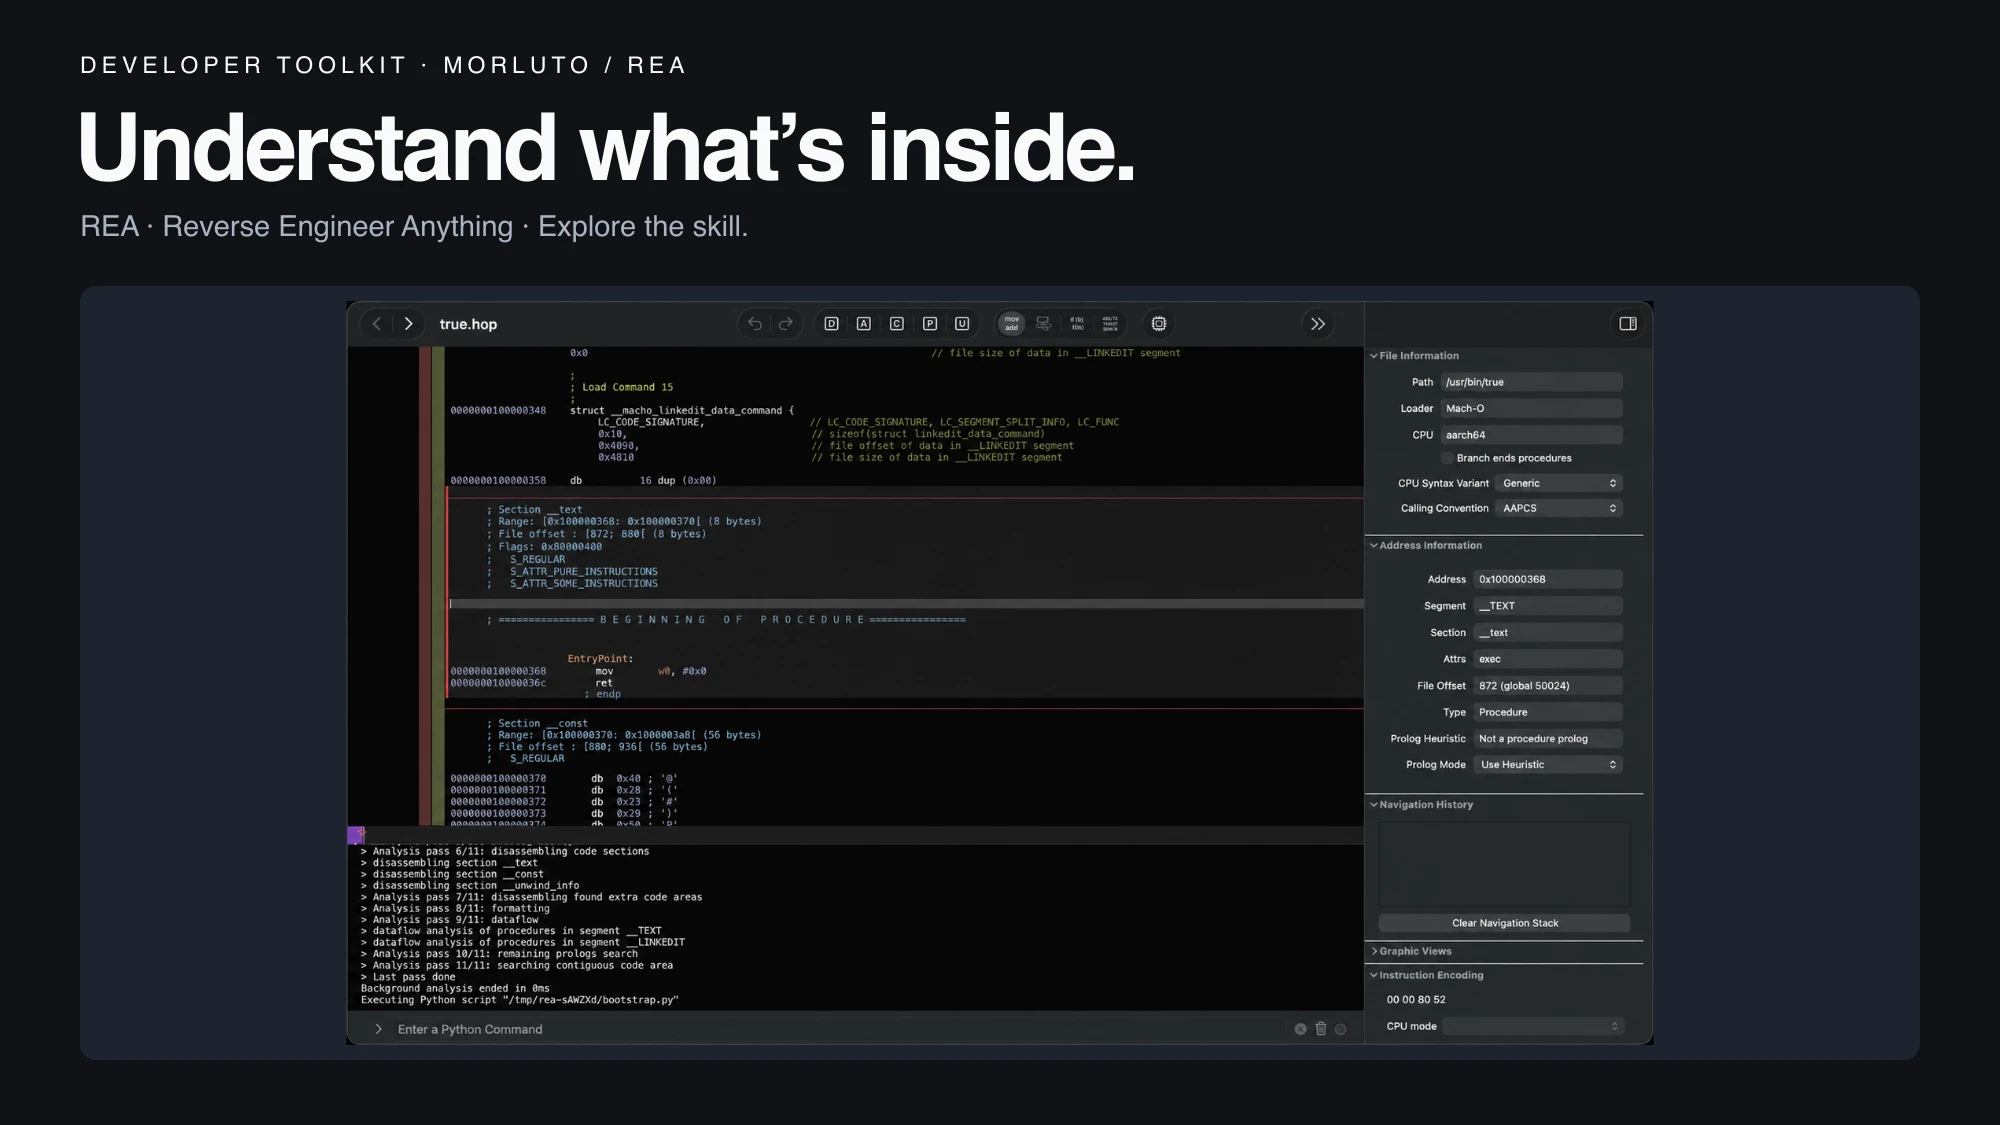 DEVELOPER TOOLKIT · MORLUTO / REA
Understand what’s inside.
REA · Reverse Engineer Anything · Explore the skill.
true.hop
D A C P U
mov
add
if (b)
File Information
Path /usr/bin/true
Loader Mach-O
CPU aarch64
Branch ends procedures
CPU Syntax Variant Generic
Calling Convention AAPCS
Address Information
Address 0x100000368
Segment __TEXT
Section __text
Attrs exec
File Offset 872 (global 50024)
Type Procedure
Prolog Heuristic Not a procedure prolog
Prolog Mode Use Heuristic
Navigation History
Clear Navigation Stack
Graphic Views
Instruction Encoding
00 00 80 52
CPU mode
0x0 // file size of data in __LINKEDIT segment
;
; Load Command 15
;
0000000100000348 struct __macho_linkedit_data_command {
LC_CODE_SIGNATURE, // LC_CODE_SIGNATURE, LC_SEGMENT_SPLIT_INFO, LC_FUNC
0x10, // sizeof(struct linkedit_data_command)
0x4090, // file offset of data in __LINKEDIT segment
0x4810 // file size of data in __LINKEDIT segment
0000000100000358 db 16 dup (0x00)
; Section __text
; Range: [0x100000368: 0x100000370[ (8 bytes)
; File offset : [872; 880[ (8 bytes)
; Flags: 0x80000400
; S_REGULAR
; S_ATTR_PURE_INSTRUCTIONS
; S_ATTR_SOME_INSTRUCTIONS
; ================ B E G I N N I N G O F P R O C E D U R E ================
EntryPoint:
0000000100000368 mov w0, #0x0
000000010000036c ret
; endp
; Section __const
; Range: [0x100000370: 0x1000003a8[ (56 bytes)
; File offset : [880; 936[ (56 bytes)
; S_REGULAR
0000000100000370 db 0x40 ; '@'
0000000100000371 db 0x28 ; '('
0000000100000372 db 0x23 ; '#'
0000000100000373 db 0x29 ; ')'
0000000100000374 db 0x50 ; 'P'
> Analysis pass 6/11: disassembling code sections
> disassembling section __text
> disassembling section __const
> disassembling section __unwind_info
> Analysis pass 7/11: disassembling found extra code areas
> Analysis pass 8/11: formatting
> Analysis pass 9/11: dataflow
> dataflow analysis of procedures in segment __TEXT
> dataflow analysis of procedures in segment __LINKEDIT
> Analysis pass 10/11: remaining prologs search
> Analysis pass 11/11: searching contiguous code area
> Last pass done
Background analysis ended in 0ms
Executing Python script "/tmp/rea-sAWZXd/bootstrap.py"
> Enter a Python Command